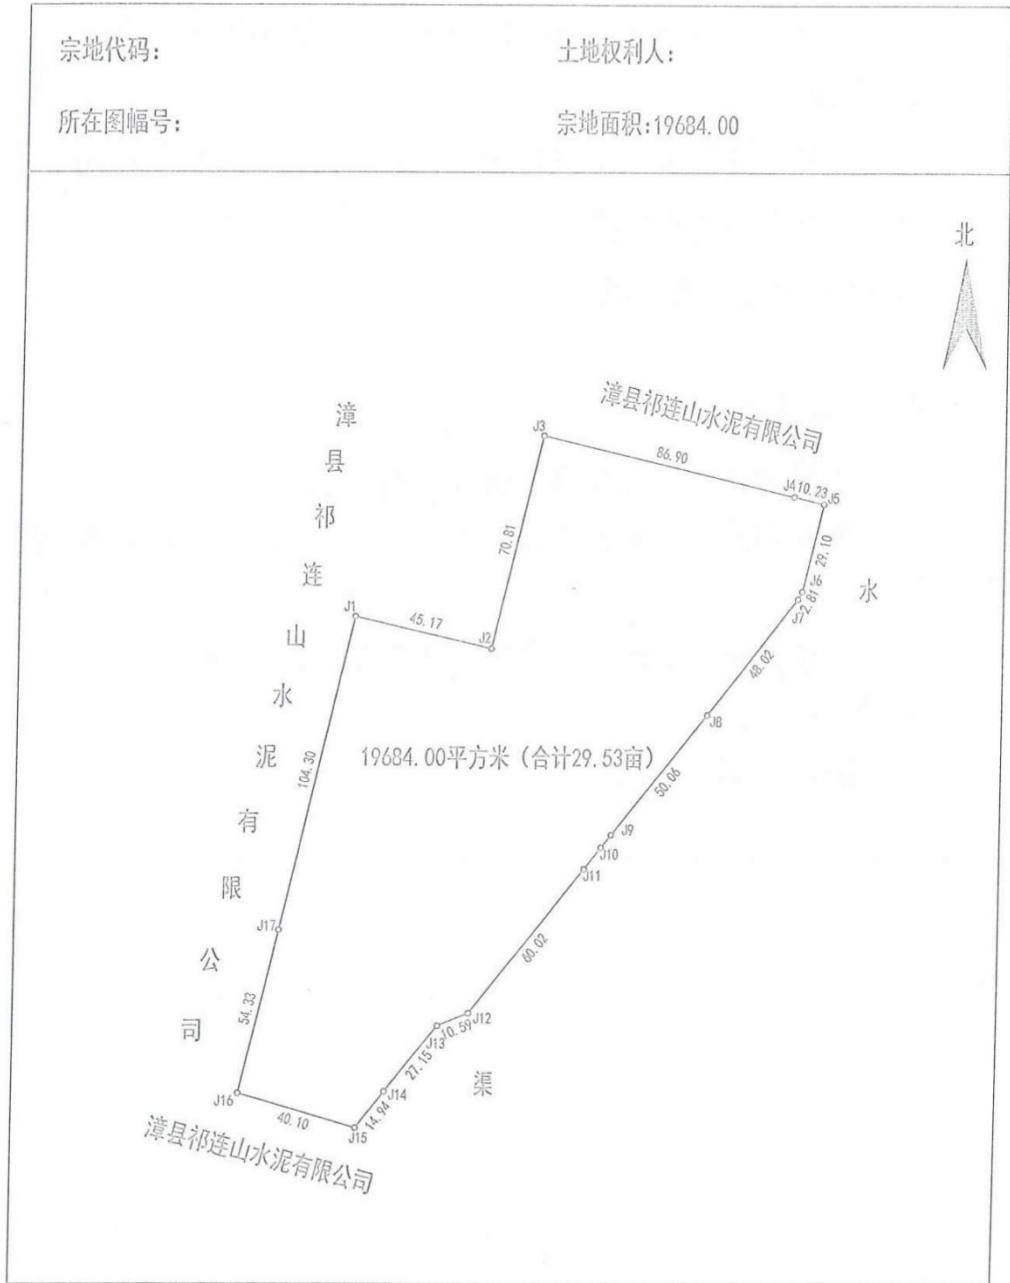 宗地代码:
土地权利人:
所在图幅号:
宗地面积:19684.00
北
漳县祁连山水泥有限公司
漳县祁连山水泥有限公司
J3
86.90
J4
10.23
J5
70.81
29.10
J6
2.81
J7
水
J1
45.17
J2
48.02
J8
104.30
19684.00平方米（合计29.53亩）
50.06
J9
J10
J11
J17
60.02
54.33
J12
10.59
J13
27.15
渠
J14
J16
40.10
14.94
J15
漳县祁连山水泥有限公司